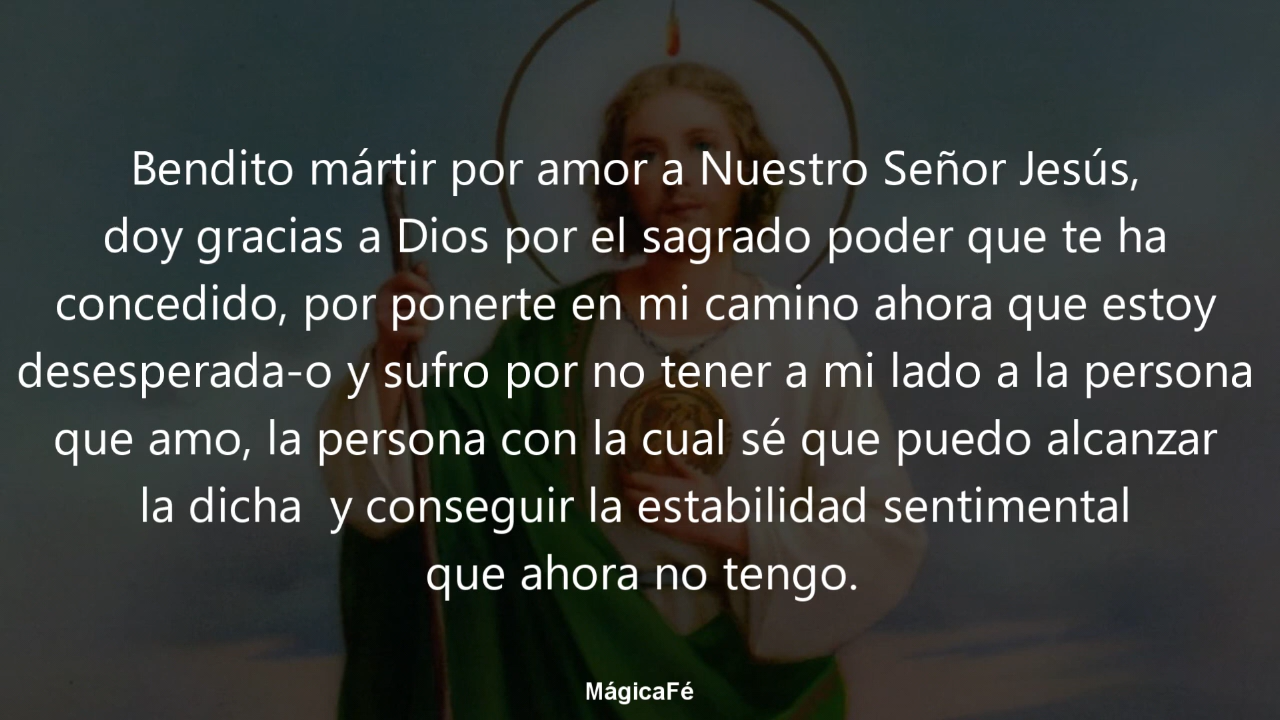 Bendito mártir por amor a Nuestro Señor Jesús,
doy gracias a Dios por el sagrado poder que te ha
concedido, por ponerte en mi camino ahora que estoy
desesperada-o y sufro por no tener a mi lado a la persona
que amo, la persona con la cual sé que puedo alcanzar
la dicha  y conseguir la estabilidad sentimental
que ahora no tengo.
MágicaFé